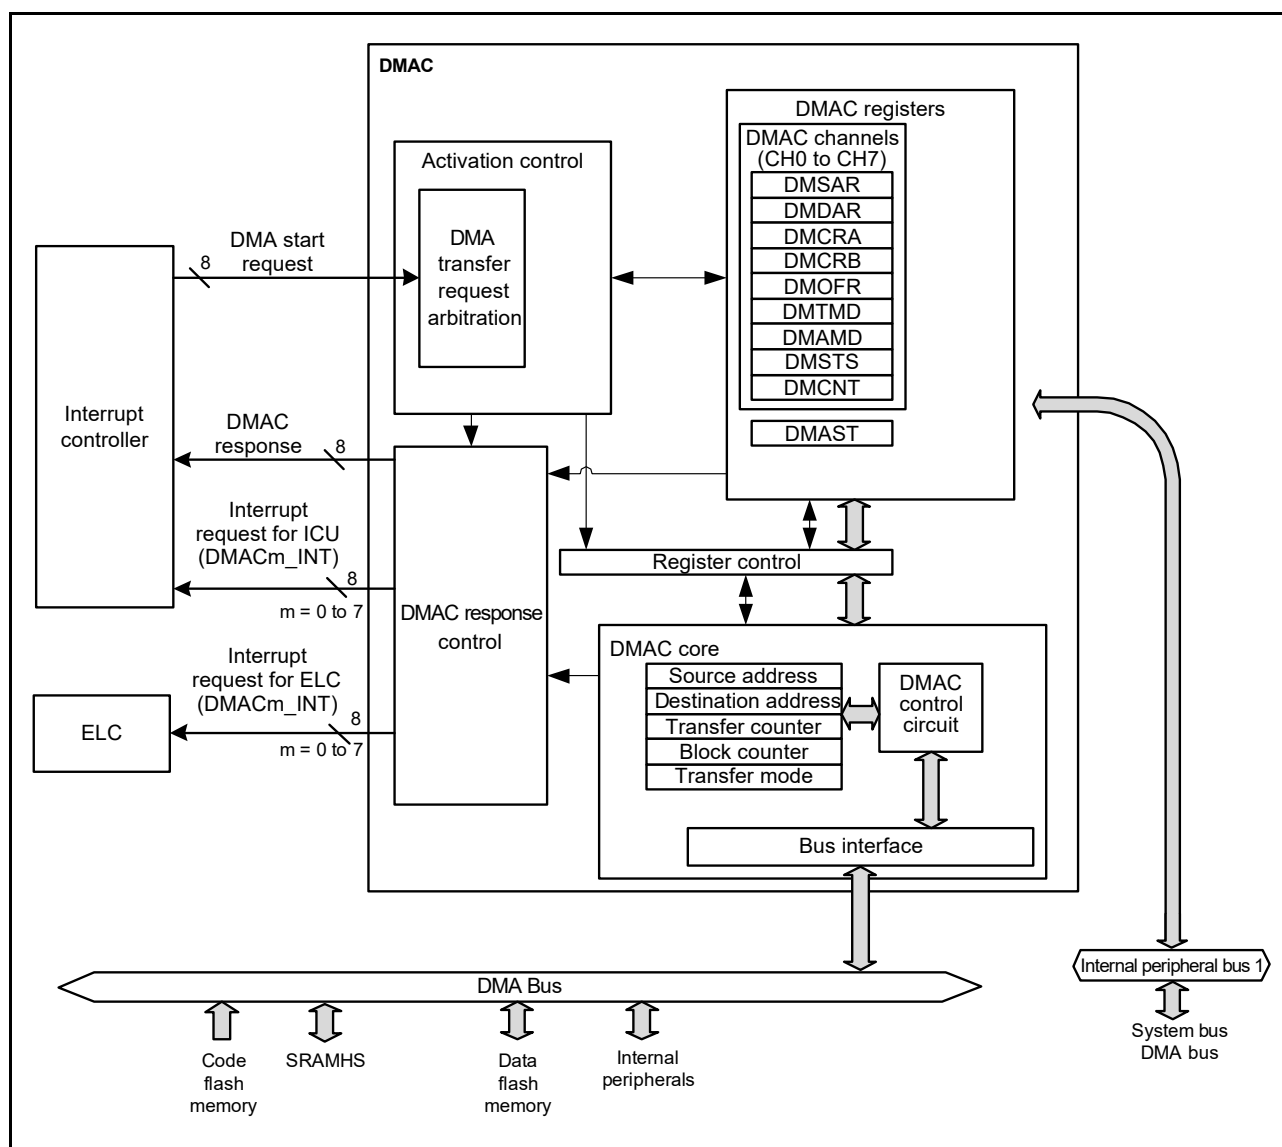 DMAC
DMAC registers
DMAC channels
(CH0 to CH7)
DMSAR
DMDAR
DMCRA
DMCRB
DMOFR
DMTMD
DMAMD
DMSTS
DMCNT
DMAST
Activation control
DMA
transfer
request
arbitration
DMA start
request
8
Interrupt
controller
DMAC
response
8
Interrupt
request for ICU
(DMACm_INT)
8
m = 0 to 7
DMAC response
control
Register control
Interrupt
request for ELC
(DMACm_INT)
8
m = 0 to 7
ELC
DMAC core
Source address
Destination address
Transfer counter
Block counter
Transfer mode
DMAC
control
circuit
Bus interface
DMA Bus
Internal peripheral bus 1
System bus
DMA bus
Code
flash
memory
SRAMHS
Data
flash
memory
Internal
peripherals